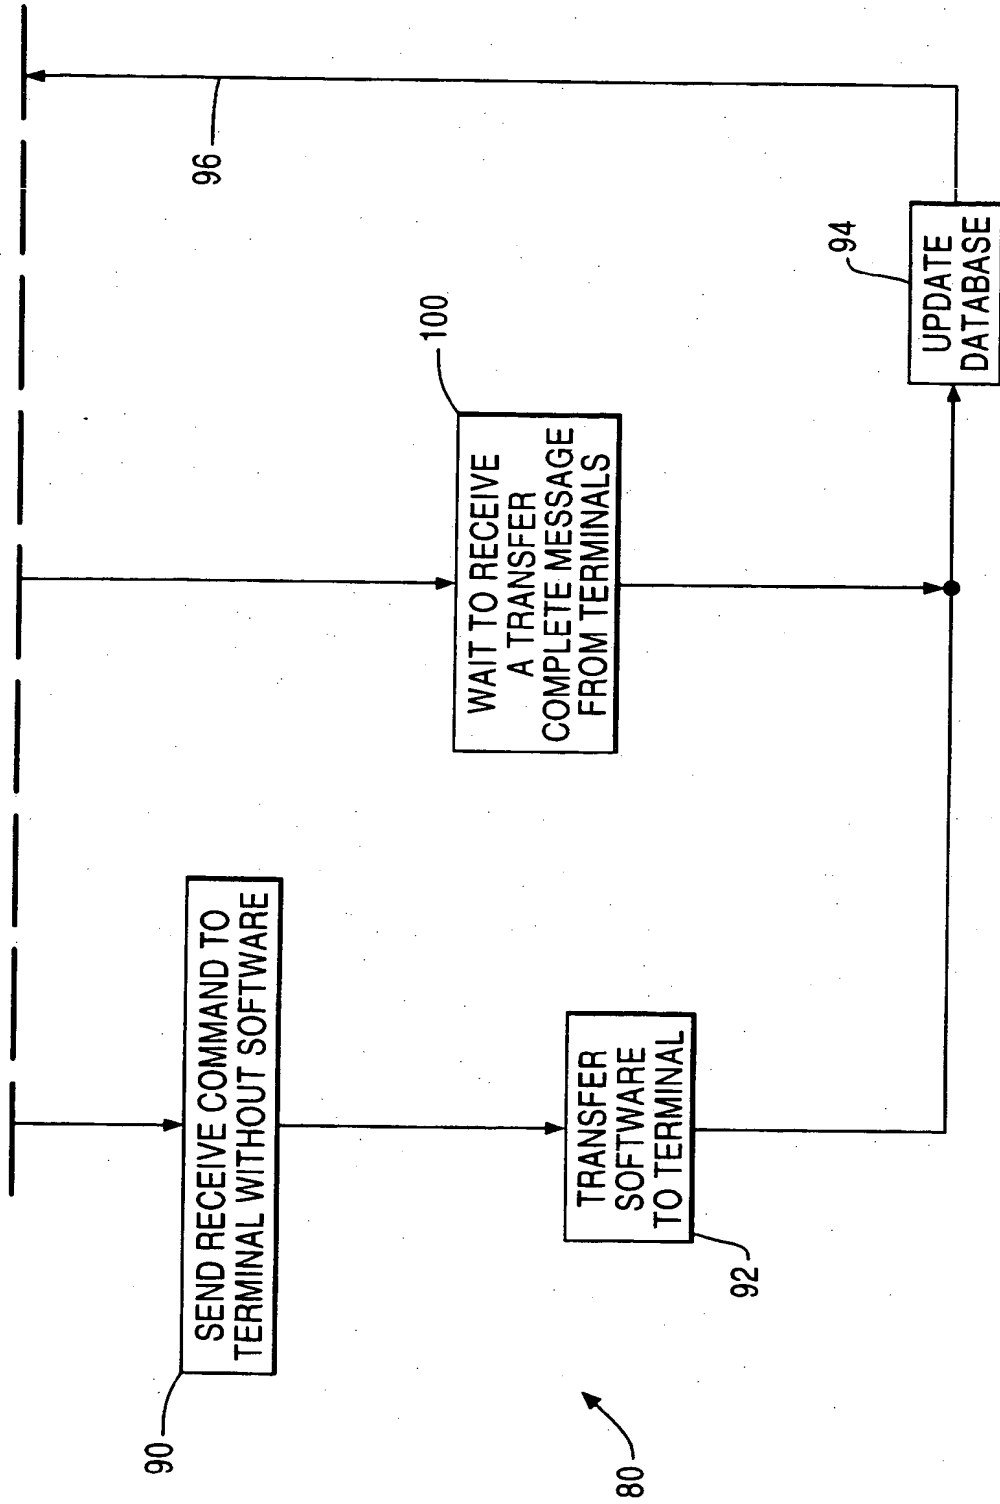 96
94
UPDATE
DATABASE
100
WAIT TO RECEIVE
A TRANSFER
COMPLETE MESSAGE
FROM TERMINALS
90
SEND RECEIVE COMMAND TO
TERMINAL WITHOUT SOFTWARE
TRANSFER
SOFTWARE
TO TERMINAL
92
80